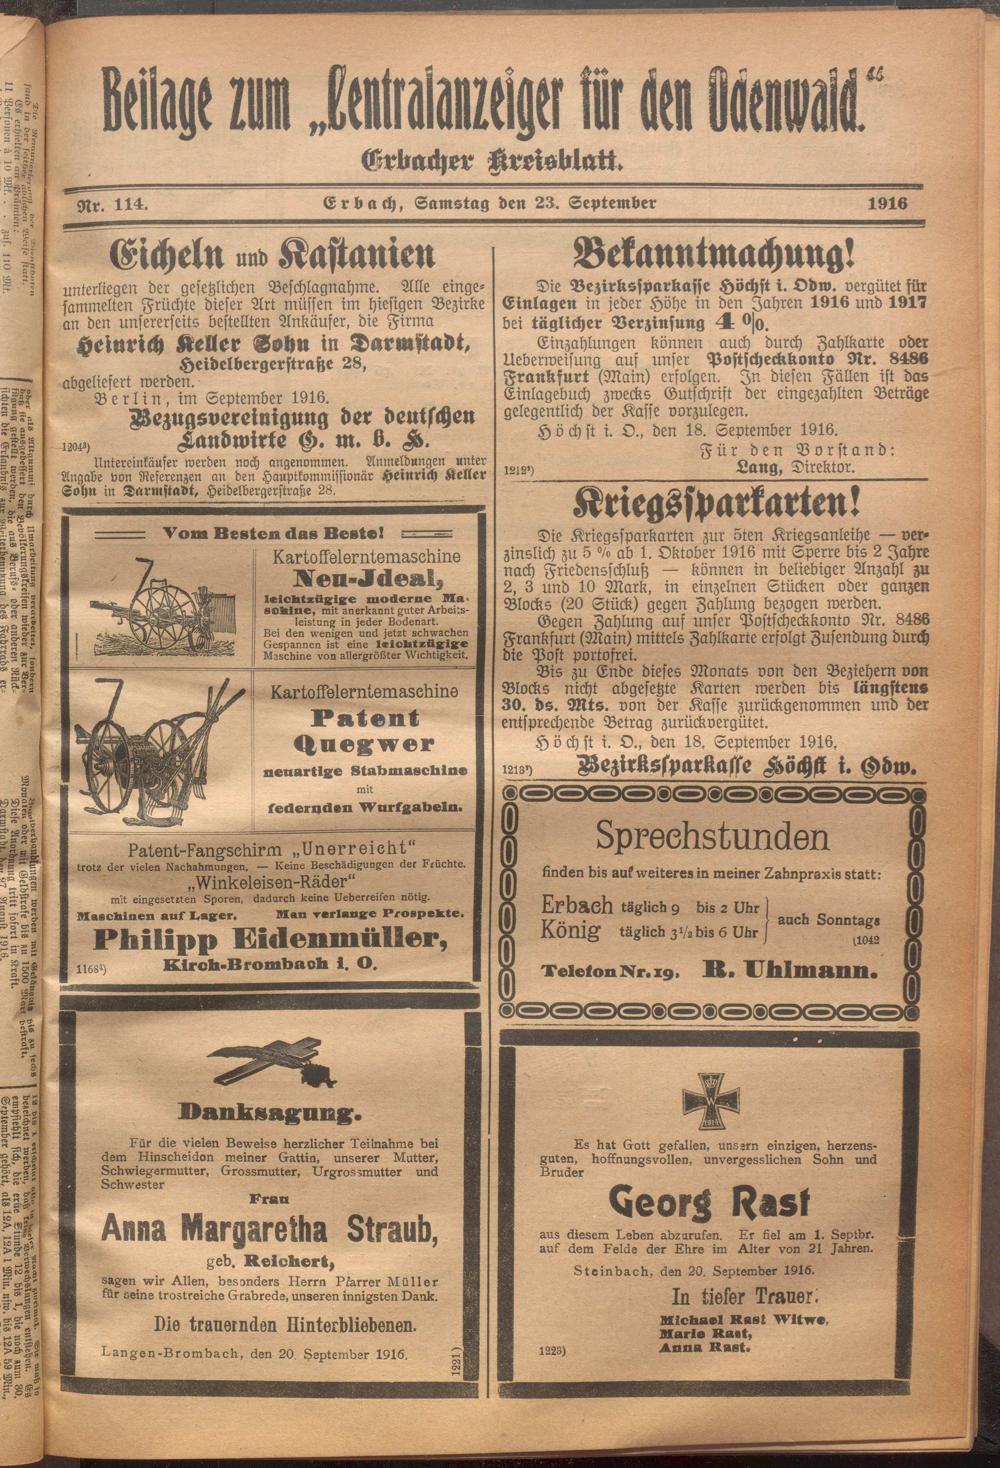 Beilage zum „Centralanzeiger für den Odenwald.“
Erbacher Kreisblatt.
Nr. 114.
Erbach, Samstag den 23. September
1916
Eicheln und Kastanien
unterliegen der gesetzlichen Beschlagnahme. Alle einge-
sammelten Früchte dieser Art müssen im hiesigen Bezirke
an den unsererseits bestellten Ankäufer, die Firma
Heinrich Keller Sohn in Darmstadt,
Heidelbergerstraße 28,
abgeliefert werden.
Berlin, im September 1916.
Bezugsvereinigung der deutschen
1204³) Landwirte G. m. b. H.
Untereinkäufer werden noch angenommen. Anmeldungen unter
Angabe von Referenzen an den Hauptkommissionär Heinrich Keller
Sohn in Darmstadt, Heidelbergerstraße 28.
Vom Besten das Beste!
Kartoffelerntemaschine
Neu-Jdeal,
leichtzügige moderne Ma-
schine, mit anerkannt guter Arbeits-
leistung in jeder Bodenart.
Bei den wenigen und jetzt schwachen
Gespannen ist eine leichtzügige
Maschine von allergrößter Wichtigkeit.
Kartoffelerntemaschine
Patent
Quegwer
neuartige Stabmaschine
mit
federnden Wurfgabeln.
Patent-Fangschirm „Unerreicht“
trotz der vielen Nachahmungen, — Keine Beschädigungen der Früchte.
„Winkeleisen-Räder“
mit eingesetzten Sporen, dadurch keine Ueberreifen nötig.
Maschinen auf Lager. Man verlange Prospekte.
Philipp Eidenmüller,
1168¹) Kirch-Brombach i. O.
Danksagung.
Für die vielen Beweise herzlicher Teilnahme bei
dem Hinscheidon meiner Gattin, unserer Mutter,
Schwiegermutter, Grossmutter, Urgrossmutter und
Schwester
Frau
Anna Margaretha Straub,
geb. Reichert,
sagen wir Allen, besonders Herrn Pfarrer Müller
für seine trostreiche Grabrede, unseren innigsten Dank.
Die trauernden Hinterbliebenen.
Langen-Brombach, den 20. September 1916.
1221)
Bekanntmachung!
Die Bezirkssparkasse Höchst i. Odw. vergütet für
Einlagen in jeder Höhe in den Jahren 1916 und 1917
bei täglicher Verzinsung 4 %.
Einzahlungen können auch durch Zahlkarte oder
Ueberweisung auf unser Postscheckkonto Nr. 8486
Frankfurt (Main) erfolgen. In diesen Fällen ist das
Einlagebuch zwecks Gutschrift der eingezahlten Beträge
gelegentlich der Kasse vorzulegen.
Höchst i. O., den 18. September 1916.
Für den Vorstand:
1212²) Lang, Direktor.
Kriegssparkarten!
Die Kriegssparkarten zur 5ten Kriegsanleihe — ver-
zinslich zu 5 % ab 1. Oktober 1916 mit Sperre bis 2 Jahre
nach Friedensschluß — können in beliebiger Anzahl zu
2, 3 und 10 Mark, in einzelnen Stücken oder ganzen
Blocks (20 Stück) gegen Zahlung bezogen werden.
Gegen Zahlung auf unser Postscheckkonto Nr. 8486
Frankfurt (Main) mittels Zahlkarte erfolgt Zusendung durch
die Post portofrei.
Bis zu Ende dieses Monats von den Beziehern von
Blocks nicht abgesetzte Karten werden bis längstens
30. ds. Mts. von der Kasse zurückgenommen und der
entsprechende Betrag zurückvergütet.
Höchst i. O., den 18. September 1916.
1213²) Bezirkssparkasse Höchst i. Odw.
Sprechstunden
finden bis auf weiteres in meiner Zahnpraxis statt:
Erbach täglich 9 bis 2 Uhr
König täglich 3½ bis 6 Uhr
auch Sonntags
(1042
Telefon Nr. 19. R. Uhlmann.
1914
Es hat Gott gefallen, unsern einzigen, herzens-
guten, hoffnungsvollen, unvergesslichen Sohn und
Bruder
Georg Rast
aus diesem Leben abzurufen. Er fiel am 1. Septbr.
auf dem Felde der Ehre im Alter von 21 Jahren.
Steinbach, den 20. September 1916.
In tiefer Trauer:
Michael Rast Witwe,
Marie Rast,
1223) Anna Rast.